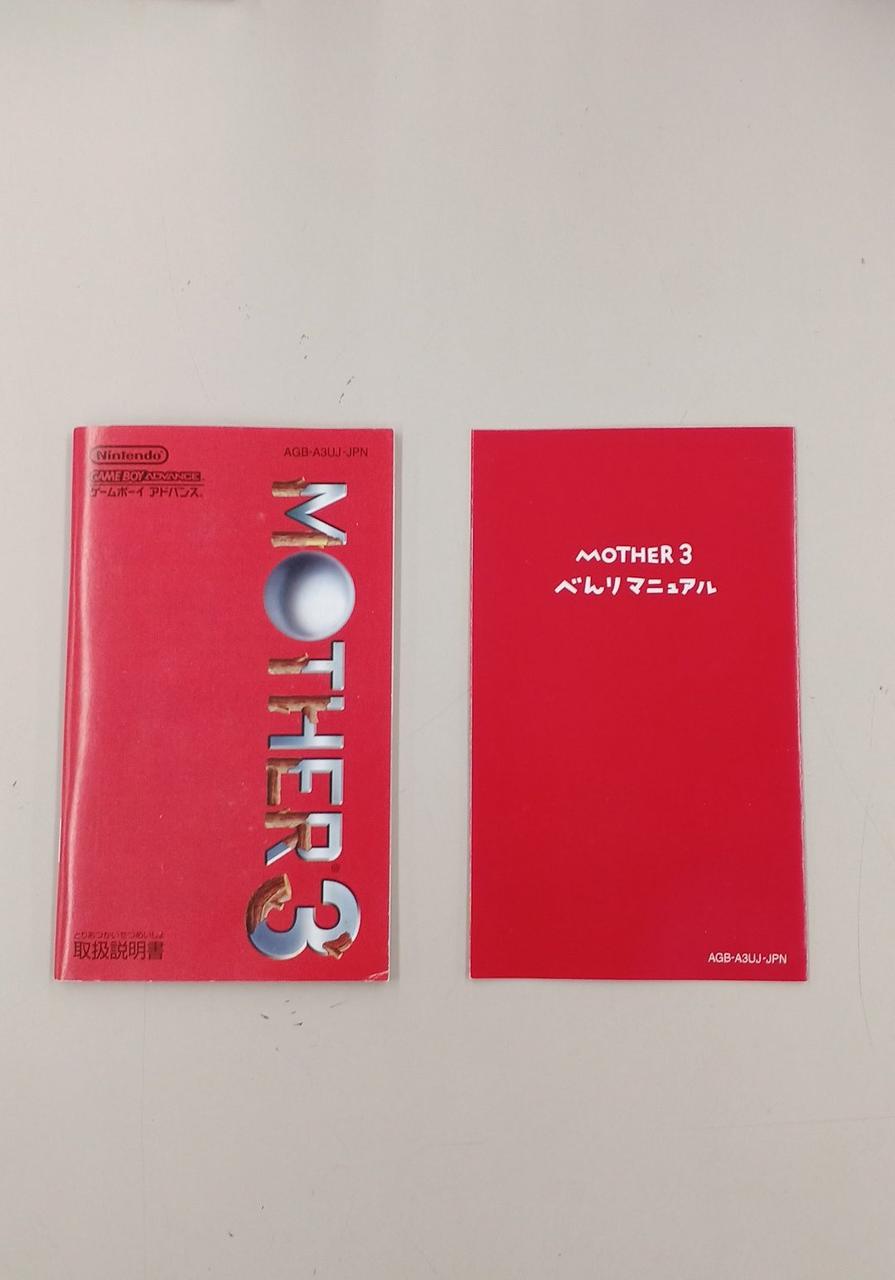 Nintendo
GAME BOY ADVANCE
ゲームボーイ アドバンス
AGB-A3UJ-JPN
MOTHER 3
とりあつかいせつめいしょ
取扱説明書
MOTHER 3
べんりマニュアル
AGB-A3UJ-JPN